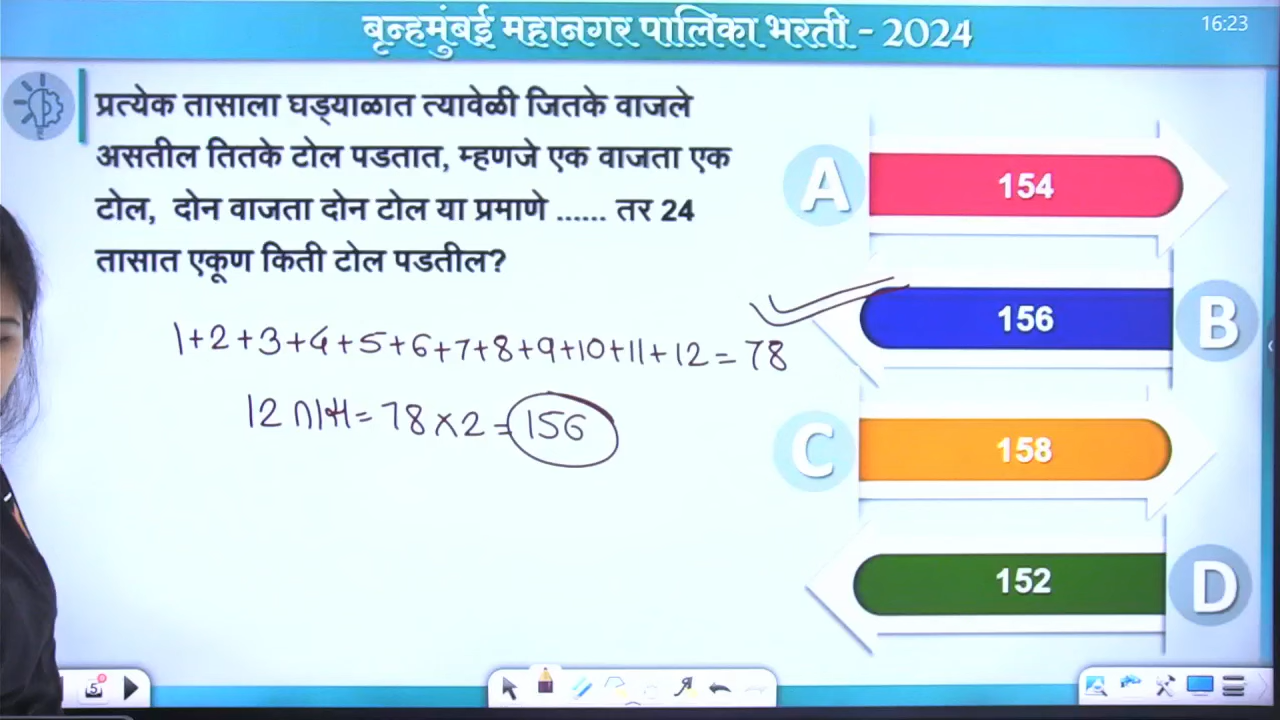 बृन्हमुंबई महानगर पालिका भरती - 2024
16:23
प्रत्येक तासाला घड्याळात त्यावेळी जितके वाजले
असतील तितके टोल पडतात, म्हणजे एक वाजता एक
टोल, दोन वाजता दोन टोल या प्रमाणे ...... तर 24
तासात एकूण किती टोल पडतील?
A 154
156 B
C 158
152 D
1+2+3+4+5+6+7+8+9+10+11+12=78
12 तास = 78×2=156
5